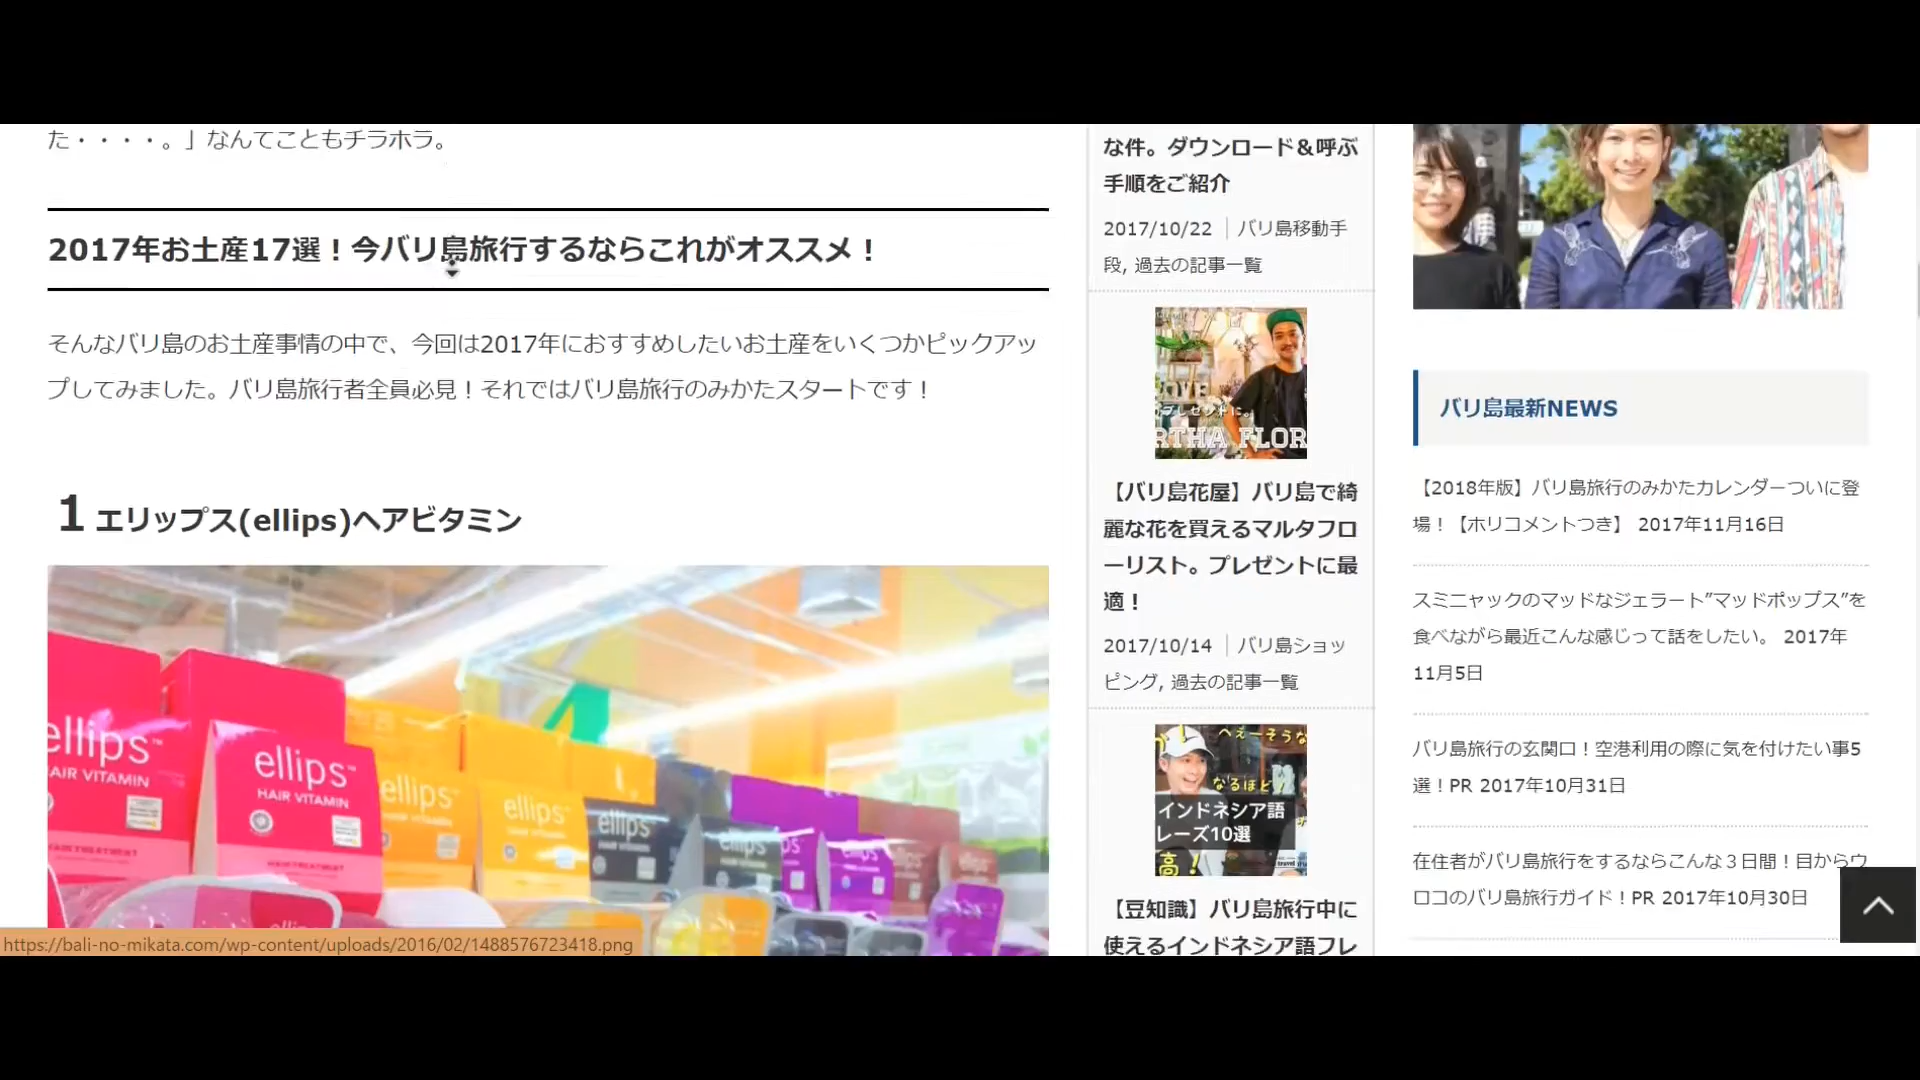 た・・・・。」なんてこともチラホラ。
2017年お土産17選！今バリ島旅行するならこれがオススメ！
そんなバリ島のお土産事情の中で、今回は2017年におすすめしたいお土産をいくつかピックアッ
プしてみました。バリ島旅行者全員必見！それではバリ島旅行のみかたスタートです！
1 エリップス(ellips)ヘアビタミン
ellips
HAIR VITAMIN
ellips
HAIR VITAMIN
HAIR TREATMENT
ellips
ellips
ellips
ellips
ellips
ellips
https://bali-no-mikata.com/wp-content/uploads/2016/02/1488576723418.png
な件。ダウンロード＆呼ぶ
手順をご紹介
2017/10/22 ｜バリ島移動手
段, 過去の記事一覧
プレゼントに。
RTHA FLOR
【バリ島花屋】バリ島で綺
麗な花を買えるマルタフロ
ーリスト。プレゼントに最
適！
2017/10/14 ｜バリ島ショッ
ピング, 過去の記事一覧
へぇーそうな
なるほど！
インドネシア語
レーズ10選
高！
【豆知識】バリ島旅行中に
使えるインドネシア語フレ
バリ島最新NEWS
【2018年版】バリ島旅行のみかたカレンダーついに登
場！【ホリコメントつき】 2017年11月16日
スミニャックのマッドなジェラート”マッドポップス”を
食べながら最近こんな感じって話をしたい。 2017年
11月5日
バリ島旅行の玄関口！空港利用の際に気を付けたい事5
選！PR 2017年10月31日
在住者がバリ島旅行をするならこんな３日間！目からウ
ロコのバリ島旅行ガイド！PR 2017年10月30日